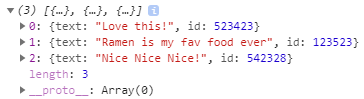 ▼ (3) [{…}, {…}, {…}] i
▶ 0: {text: "Love this!", id: 523423}
▶ 1: {text: "Ramen is my fav food ever", id: 123523}
▶ 2: {text: "Nice Nice Nice!", id: 542328}
length: 3
▶ __proto__: Array(0)